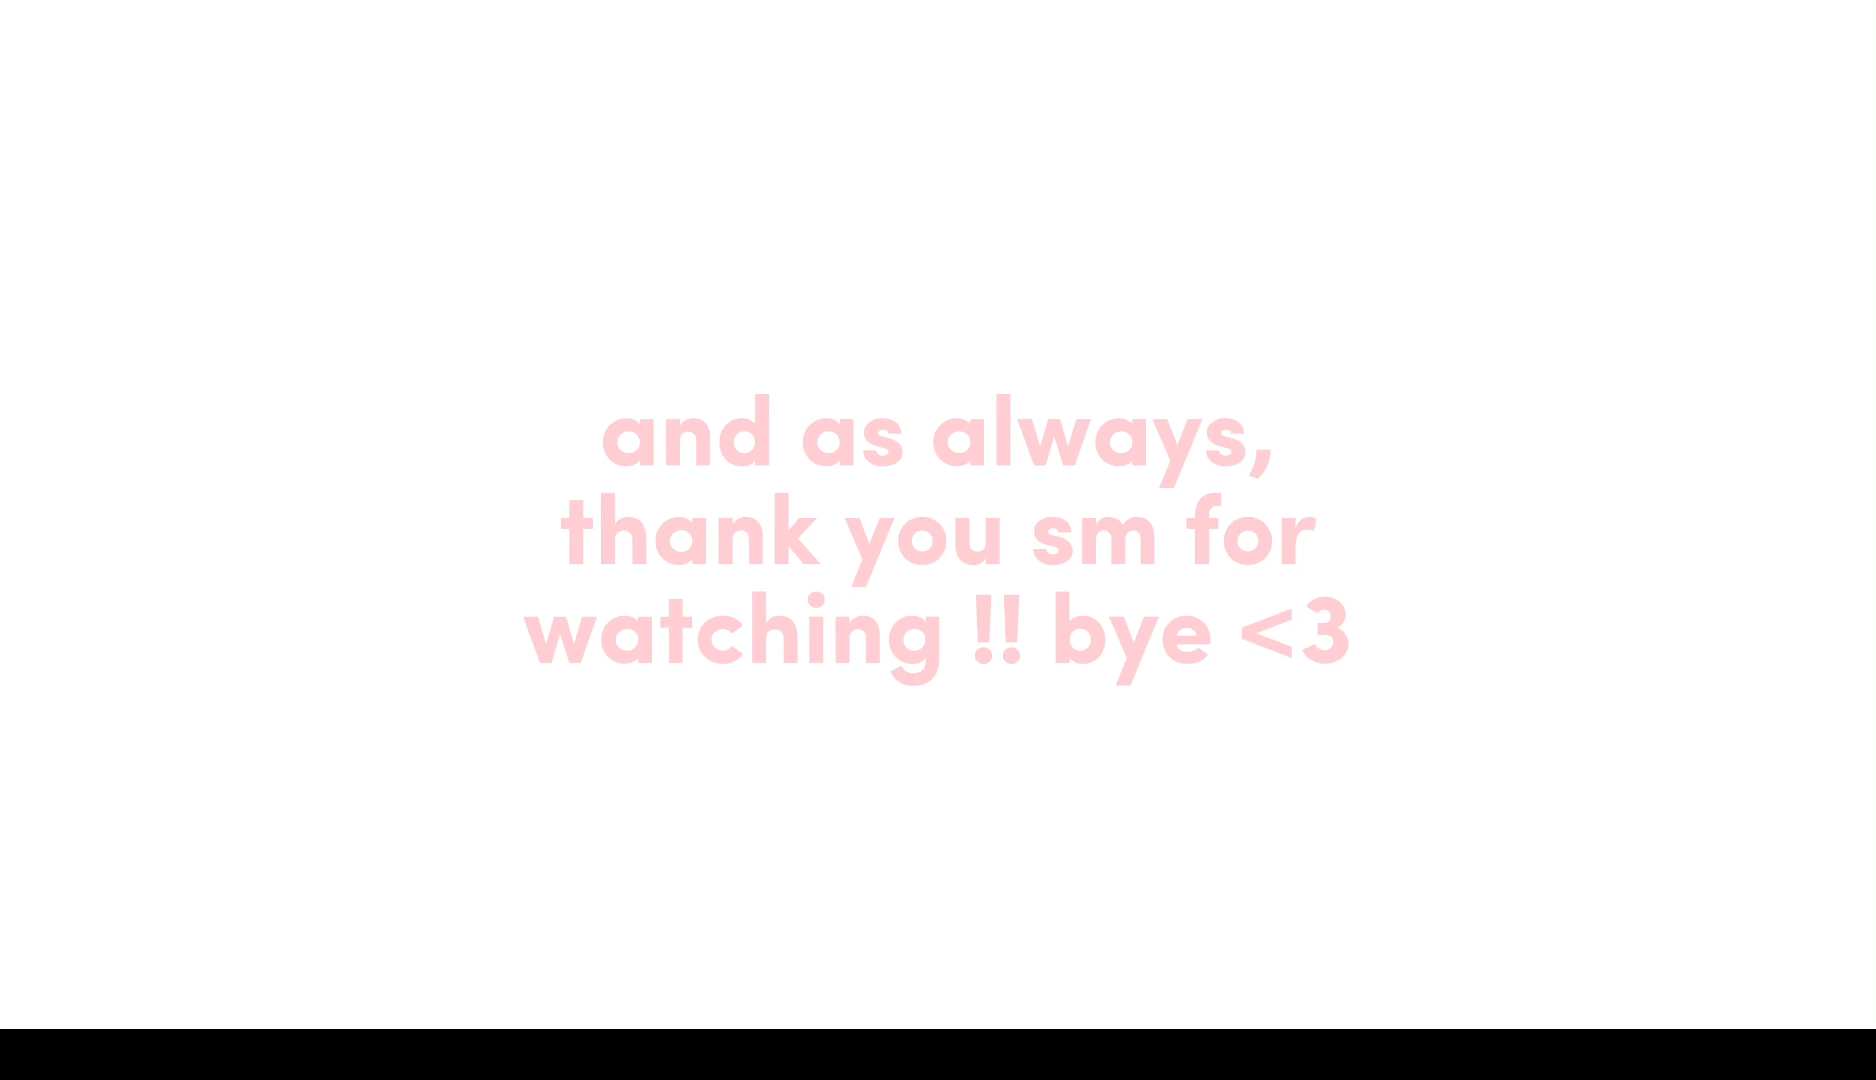 and as always,
thank you sm for
watching !! bye <3